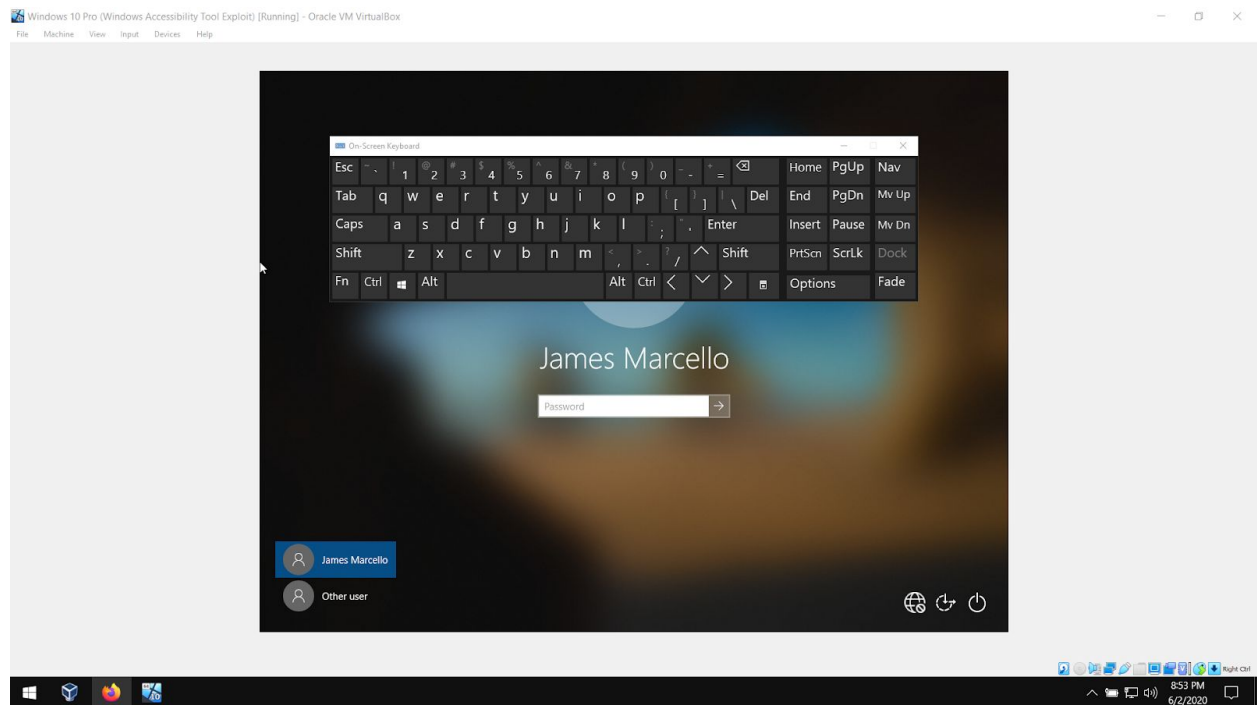 Windows 10 Pro (Windows Accessibility Tool Exploit) [Running] - Oracle VM VirtualBox
File Machine View Input Devices Help
On-Screen Keyboard
Esc ~ ` ! 1 @ 2 # 3 $ 4 % 5 ^ 6 & 7 * 8 ( 9 ) 0 _ - + = Home PgUp Nav
Tab q w e r t y u i o p { [ } ] | \ Del End PgDn Mv Up
Caps a s d f g h j k l : ; " ' Enter Insert Pause Mv Dn
Shift z x c v b n m < , > . ? / Shift PrtScn ScrLk Dock
Fn Ctrl Alt Alt Ctrl Options Fade
James Marcello
Password
James Marcello
Other user
Right Ctrl
8:53 PM
6/2/2020